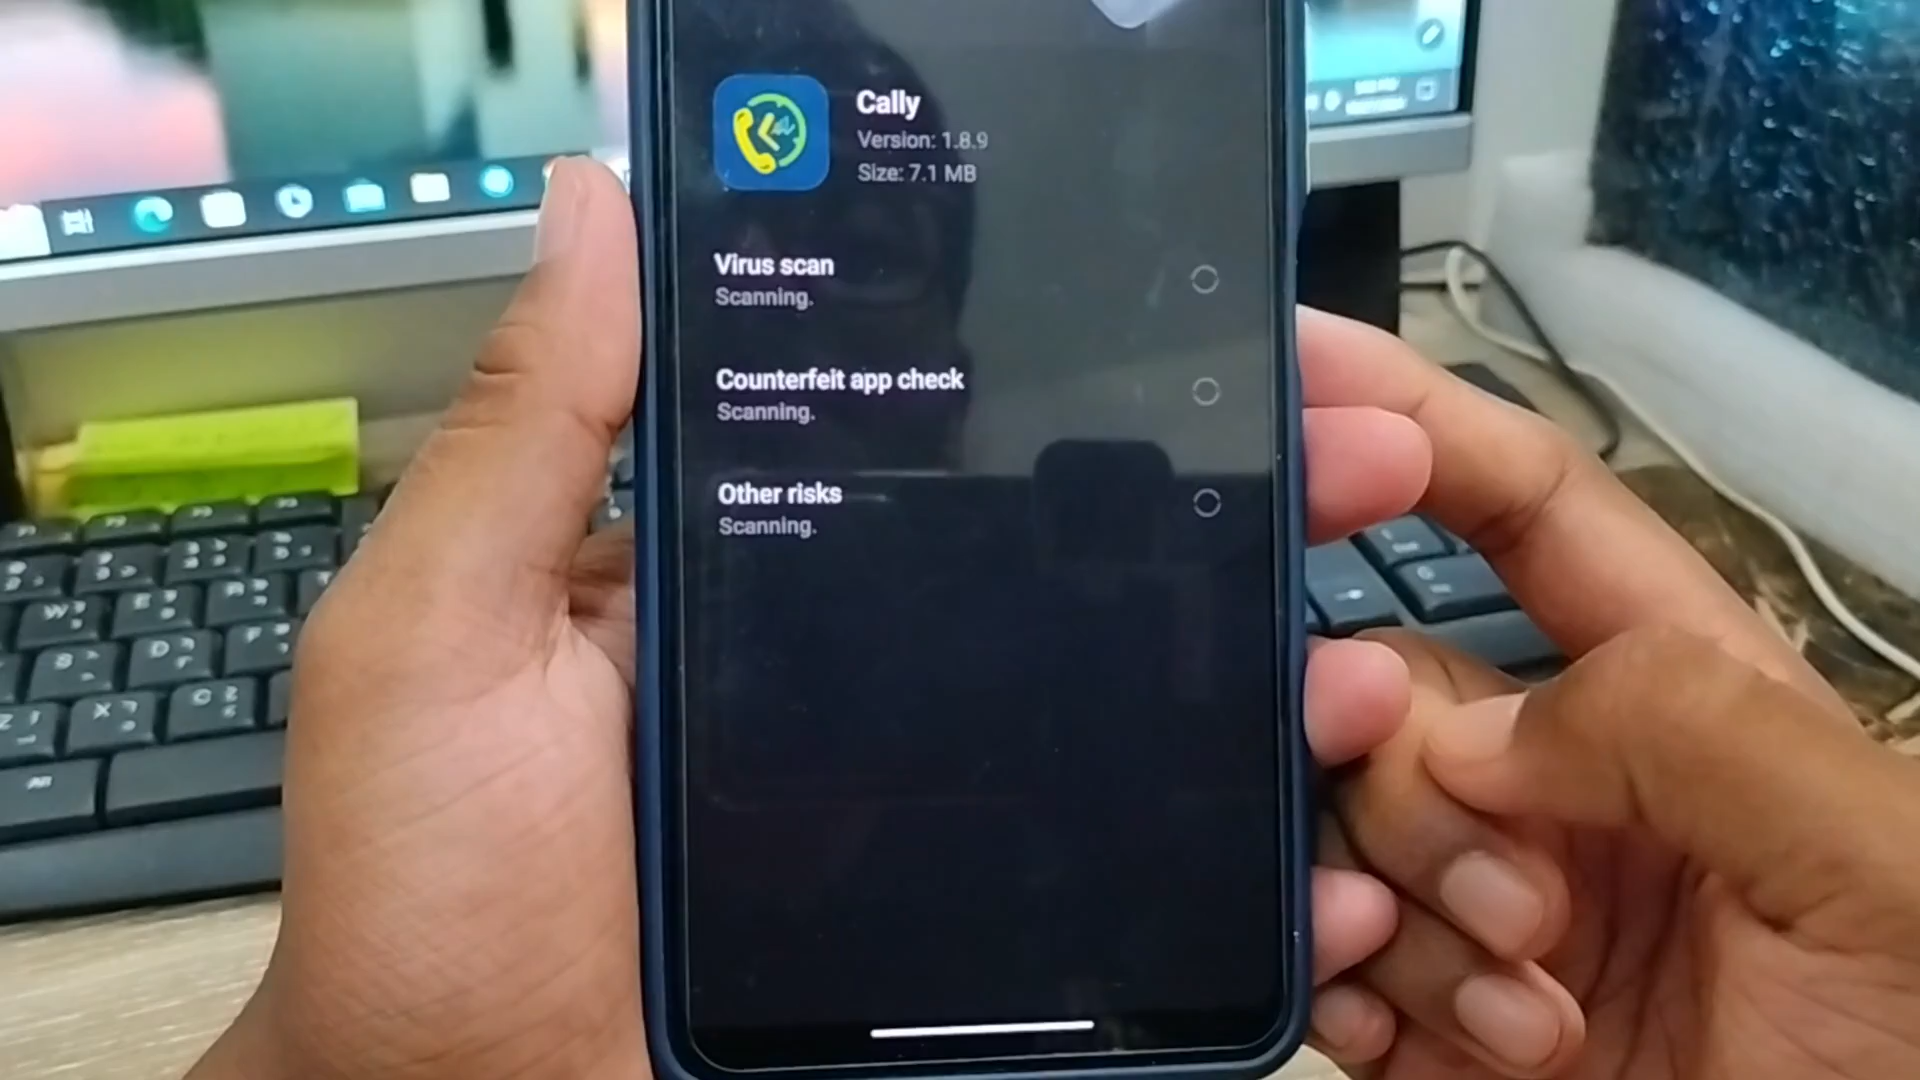 Cally
Version: 1.8.9
Size: 7.1 MB
Virus scan
Scanning.
Counterfeit app check
Scanning.
Other risks
Scanning.
W
E
R
S
D
F
Z
X
C
Alt